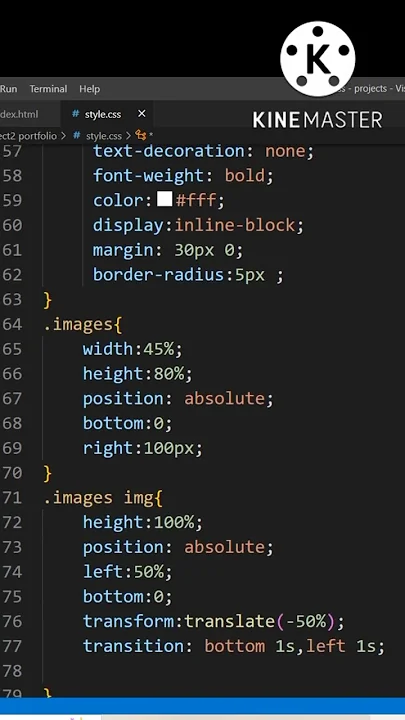 K
KINEMASTER
Run Terminal Help ss - projects - Vis
dex.html style.css ×
ect2 portfolio > style.css > *
57 text-decoration: none;
58 font-weight: bold;
59 color: #fff;
60 display:inline-block;
61 margin: 30px 0;
62 border-radius:5px ;
63 }
64 .images{
65 width:45%;
66 height:80%;
67 position: absolute;
68 bottom:0;
69 right:100px;
70 }
71 .images img{
72 height:100%;
73 position: absolute;
74 left:50%;
75 bottom:0;
76 transform:translate(-50%);
77 transition: bottom 1s,left 1s;
78
79 }